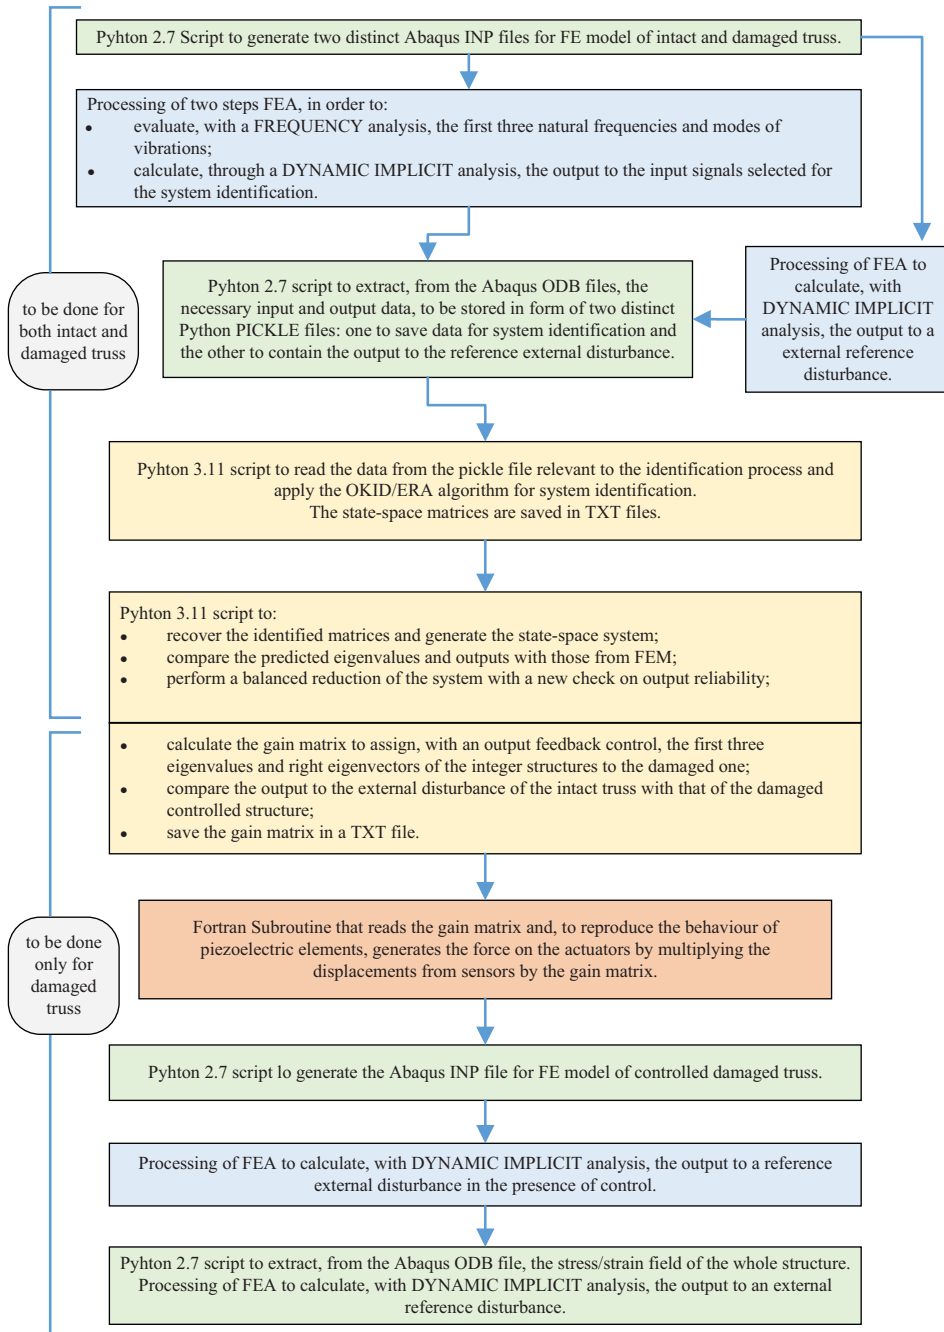 Pyhton 2.7 Script to generate two distinct Abaqus INP files for FE model of intact and damaged truss.
Processing of two steps FEA, in order to:
• evaluate, with a FREQUENCY analysis, the first three natural frequencies and modes of
vibrations;
• calculate, through a DYNAMIC IMPLICIT analysis, the output to the input signals selected for
the system identification.
Processing of FEA to
calculate, with
DYNAMIC IMPLICIT
analysis, the output to a
external reference
disturbance.
Pyhton 2.7 script to extract, from the Abaqus ODB files, the
necessary input and output data, to be stored in form of two distinct
Python PICKLE files: one to save data for system identification and
the other to contain the output to the reference external disturbance.
to be done for
both intact and
damaged truss
Pyhton 3.11 script to read the data from the pickle file relevant to the identification process and
apply the OKID/ERA algorithm for system identification.
The state-space matrices are saved in TXT files.
Pyhton 3.11 script to:
• recover the identified matrices and generate the state-space system;
• compare the predicted eigenvalues and outputs with those from FEM;
• perform a balanced reduction of the system with a new check on output reliability;
• calculate the gain matrix to assign, with an output feedback control, the first three
eigenvalues and right eigenvectors of the integer structures to the damaged one;
• compare the output to the external disturbance of the intact truss with that of the damaged
controlled structure;
• save the gain matrix in a TXT file.
to be done
only for
damaged
truss
Fortran Subroutine that reads the gain matrix and, to reproduce the behaviour of
piezoelectric elements, generates the force on the actuators by multiplying the
displacements from sensors by the gain matrix.
Pyhton 2.7 script lo generate the Abaqus INP file for FE model of controlled damaged truss.
Processing of FEA to calculate, with DYNAMIC IMPLICIT analysis, the output to a reference
external disturbance in the presence of control.
Pyhton 2.7 script to extract, from the Abaqus ODB file, the stress/strain field of the whole structure.
Processing of FEA to calculate, with DYNAMIC IMPLICIT analysis, the output to an external
reference disturbance.